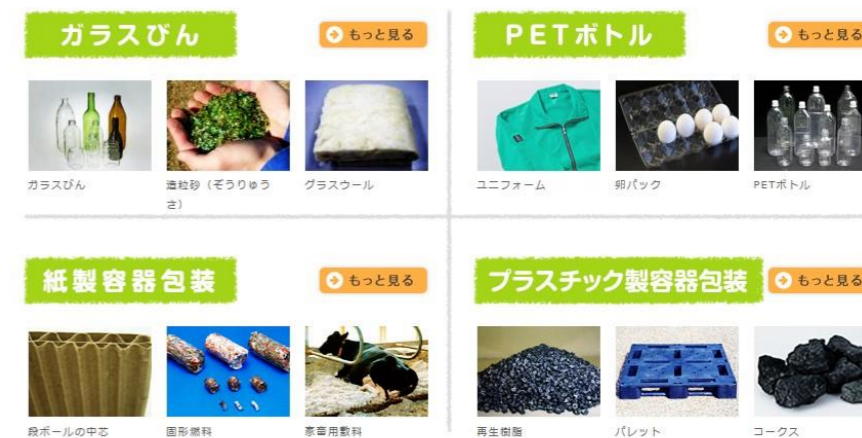 ガラスびん
もっと見る
PETボトル
もっと見る
ガラスびん
造粒砂（ぞうりゅう
さ）
グラスウール
ユニフォーム
卵パック
PETボトル
紙製容器包装
もっと見る
プラスチック製容器包装
もっと見る
段ボールの中芯
固形燃料
家畜用敷料
再生樹脂
パレット
コークス